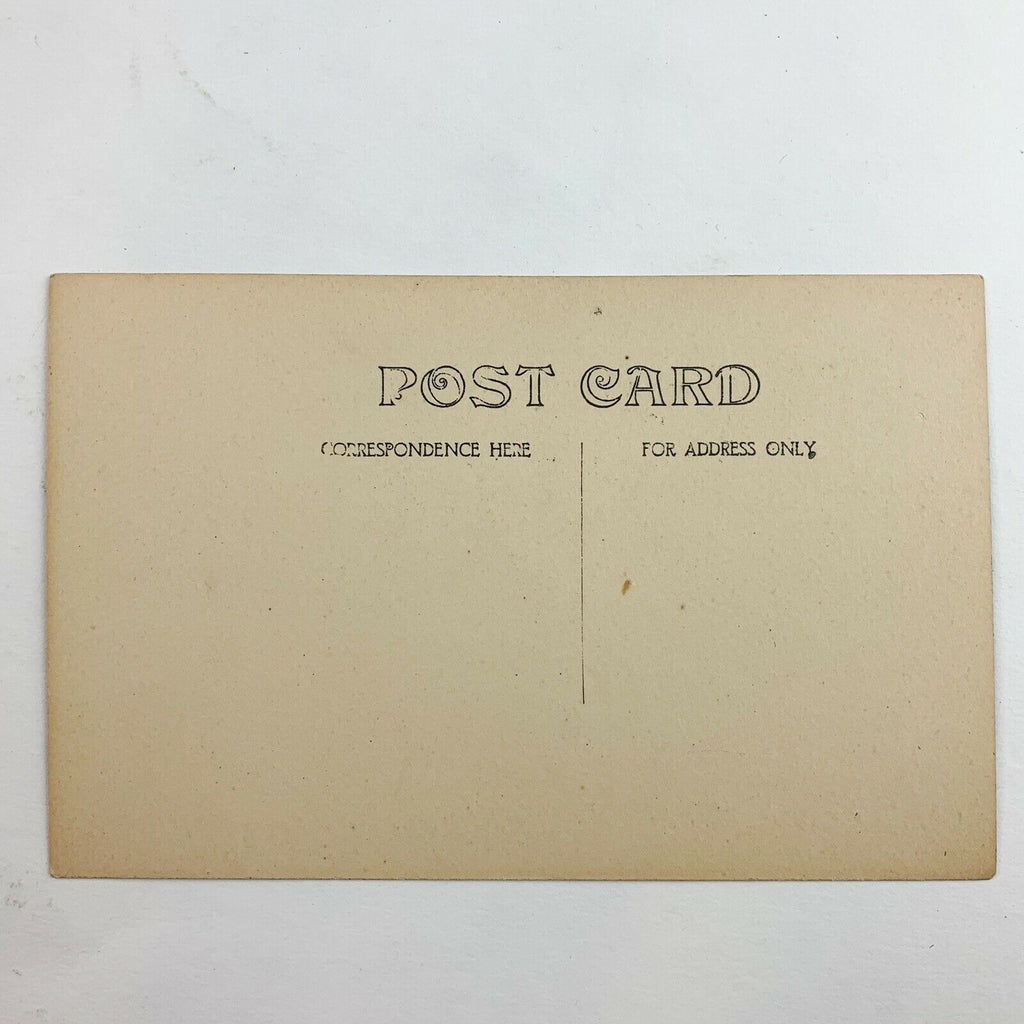 POST CARD
CORRESPONDENCE HERE
FOR ADDRESS ONLY